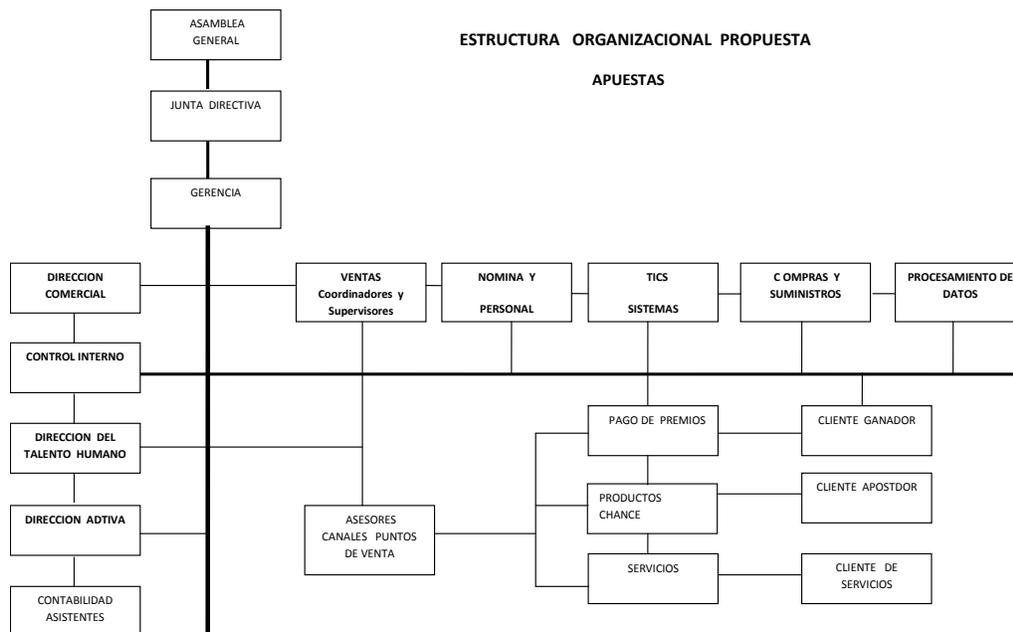 ASAMBLEA
GENERAL
ESTRUCTURA ORGANIZACIONAL PROPUESTA
APUESTAS
JUNTA DIRECTIVA
GERENCIA
DIRECCION
COMERCIAL
VENTAS
Coordinadores y
Supervisores
NOMINA Y
PERSONAL
TICS
SISTEMAS
C OMPRAS Y
SUMINISTROS
PROCESAMIENTO DE
DATOS
CONTROL INTERNO
PAGO DE PREMIOS
CLIENTE GANADOR
DIRECCION DEL
TALENTO HUMANO
PRODUCTOS
CHANCE
CLIENTE APOSTDOR
DIRECCION ADTIVA
ASESORES
CANALES PUNTOS
DE VENTA
SERVICIOS
CLIENTE DE
SERVICIOS
CONTABILIDAD
ASISTENTES